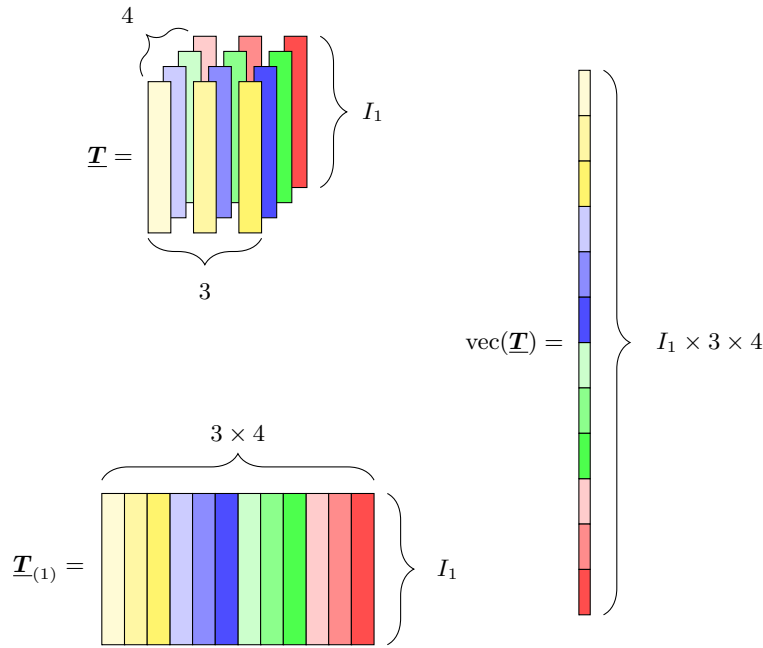 4
I₁
𝑻̲ =
3
vec(𝑻̲) =
I₁ × 3 × 4
3 × 4
𝑻̲₍₁₎ =
I₁